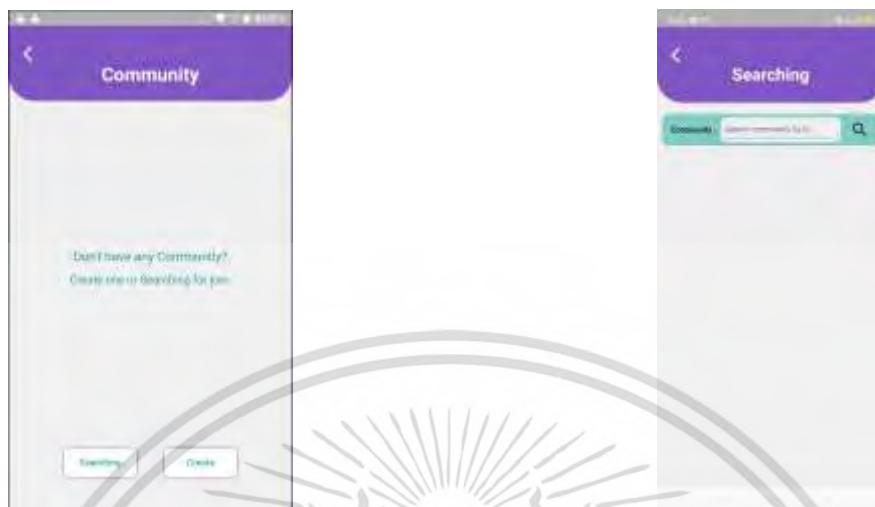 Community
Don't have any Community?
Create one or Searching for join
Searching
Create
Searching
Community